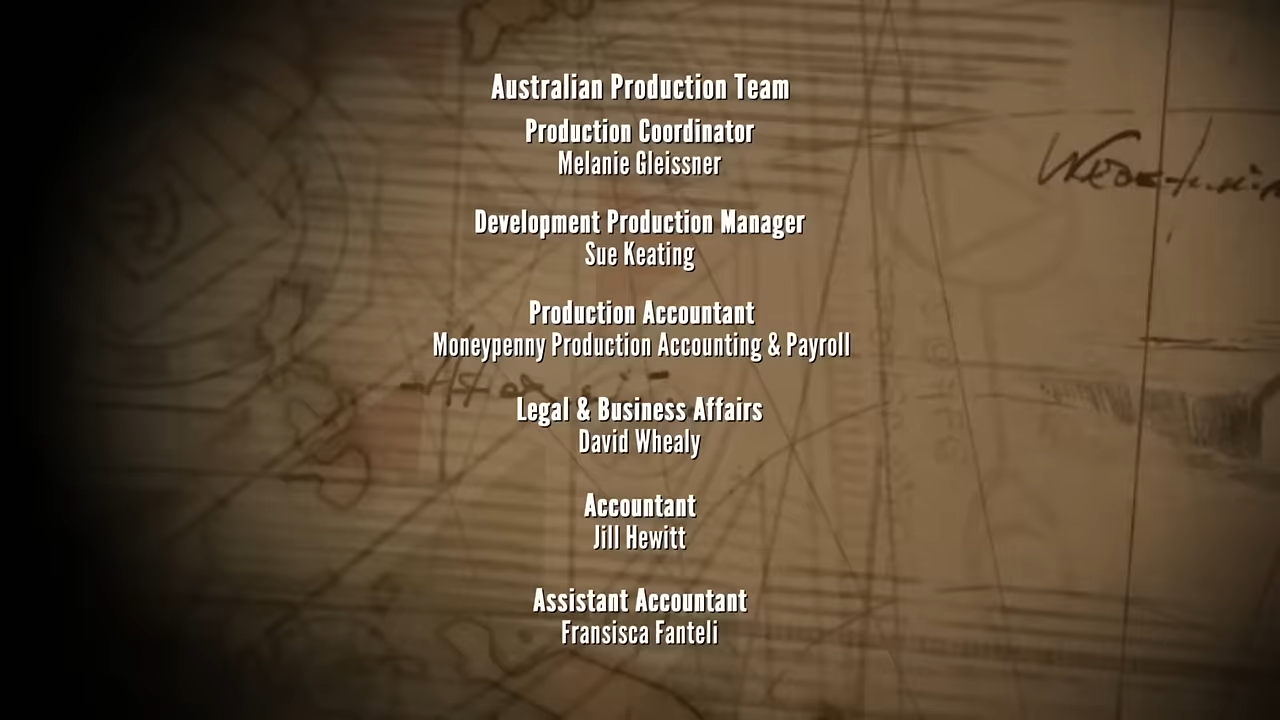 Australian Production Team
Production Coordinator
Melanie Gleissner
Development Production Manager
Sue Keating
Production Accountant
Moneypenny Production Accounting & Payroll
Legal & Business Affairs
David Whealy
Accountant
Jill Hewitt
Assistant Accountant
Fransisca Fanteli